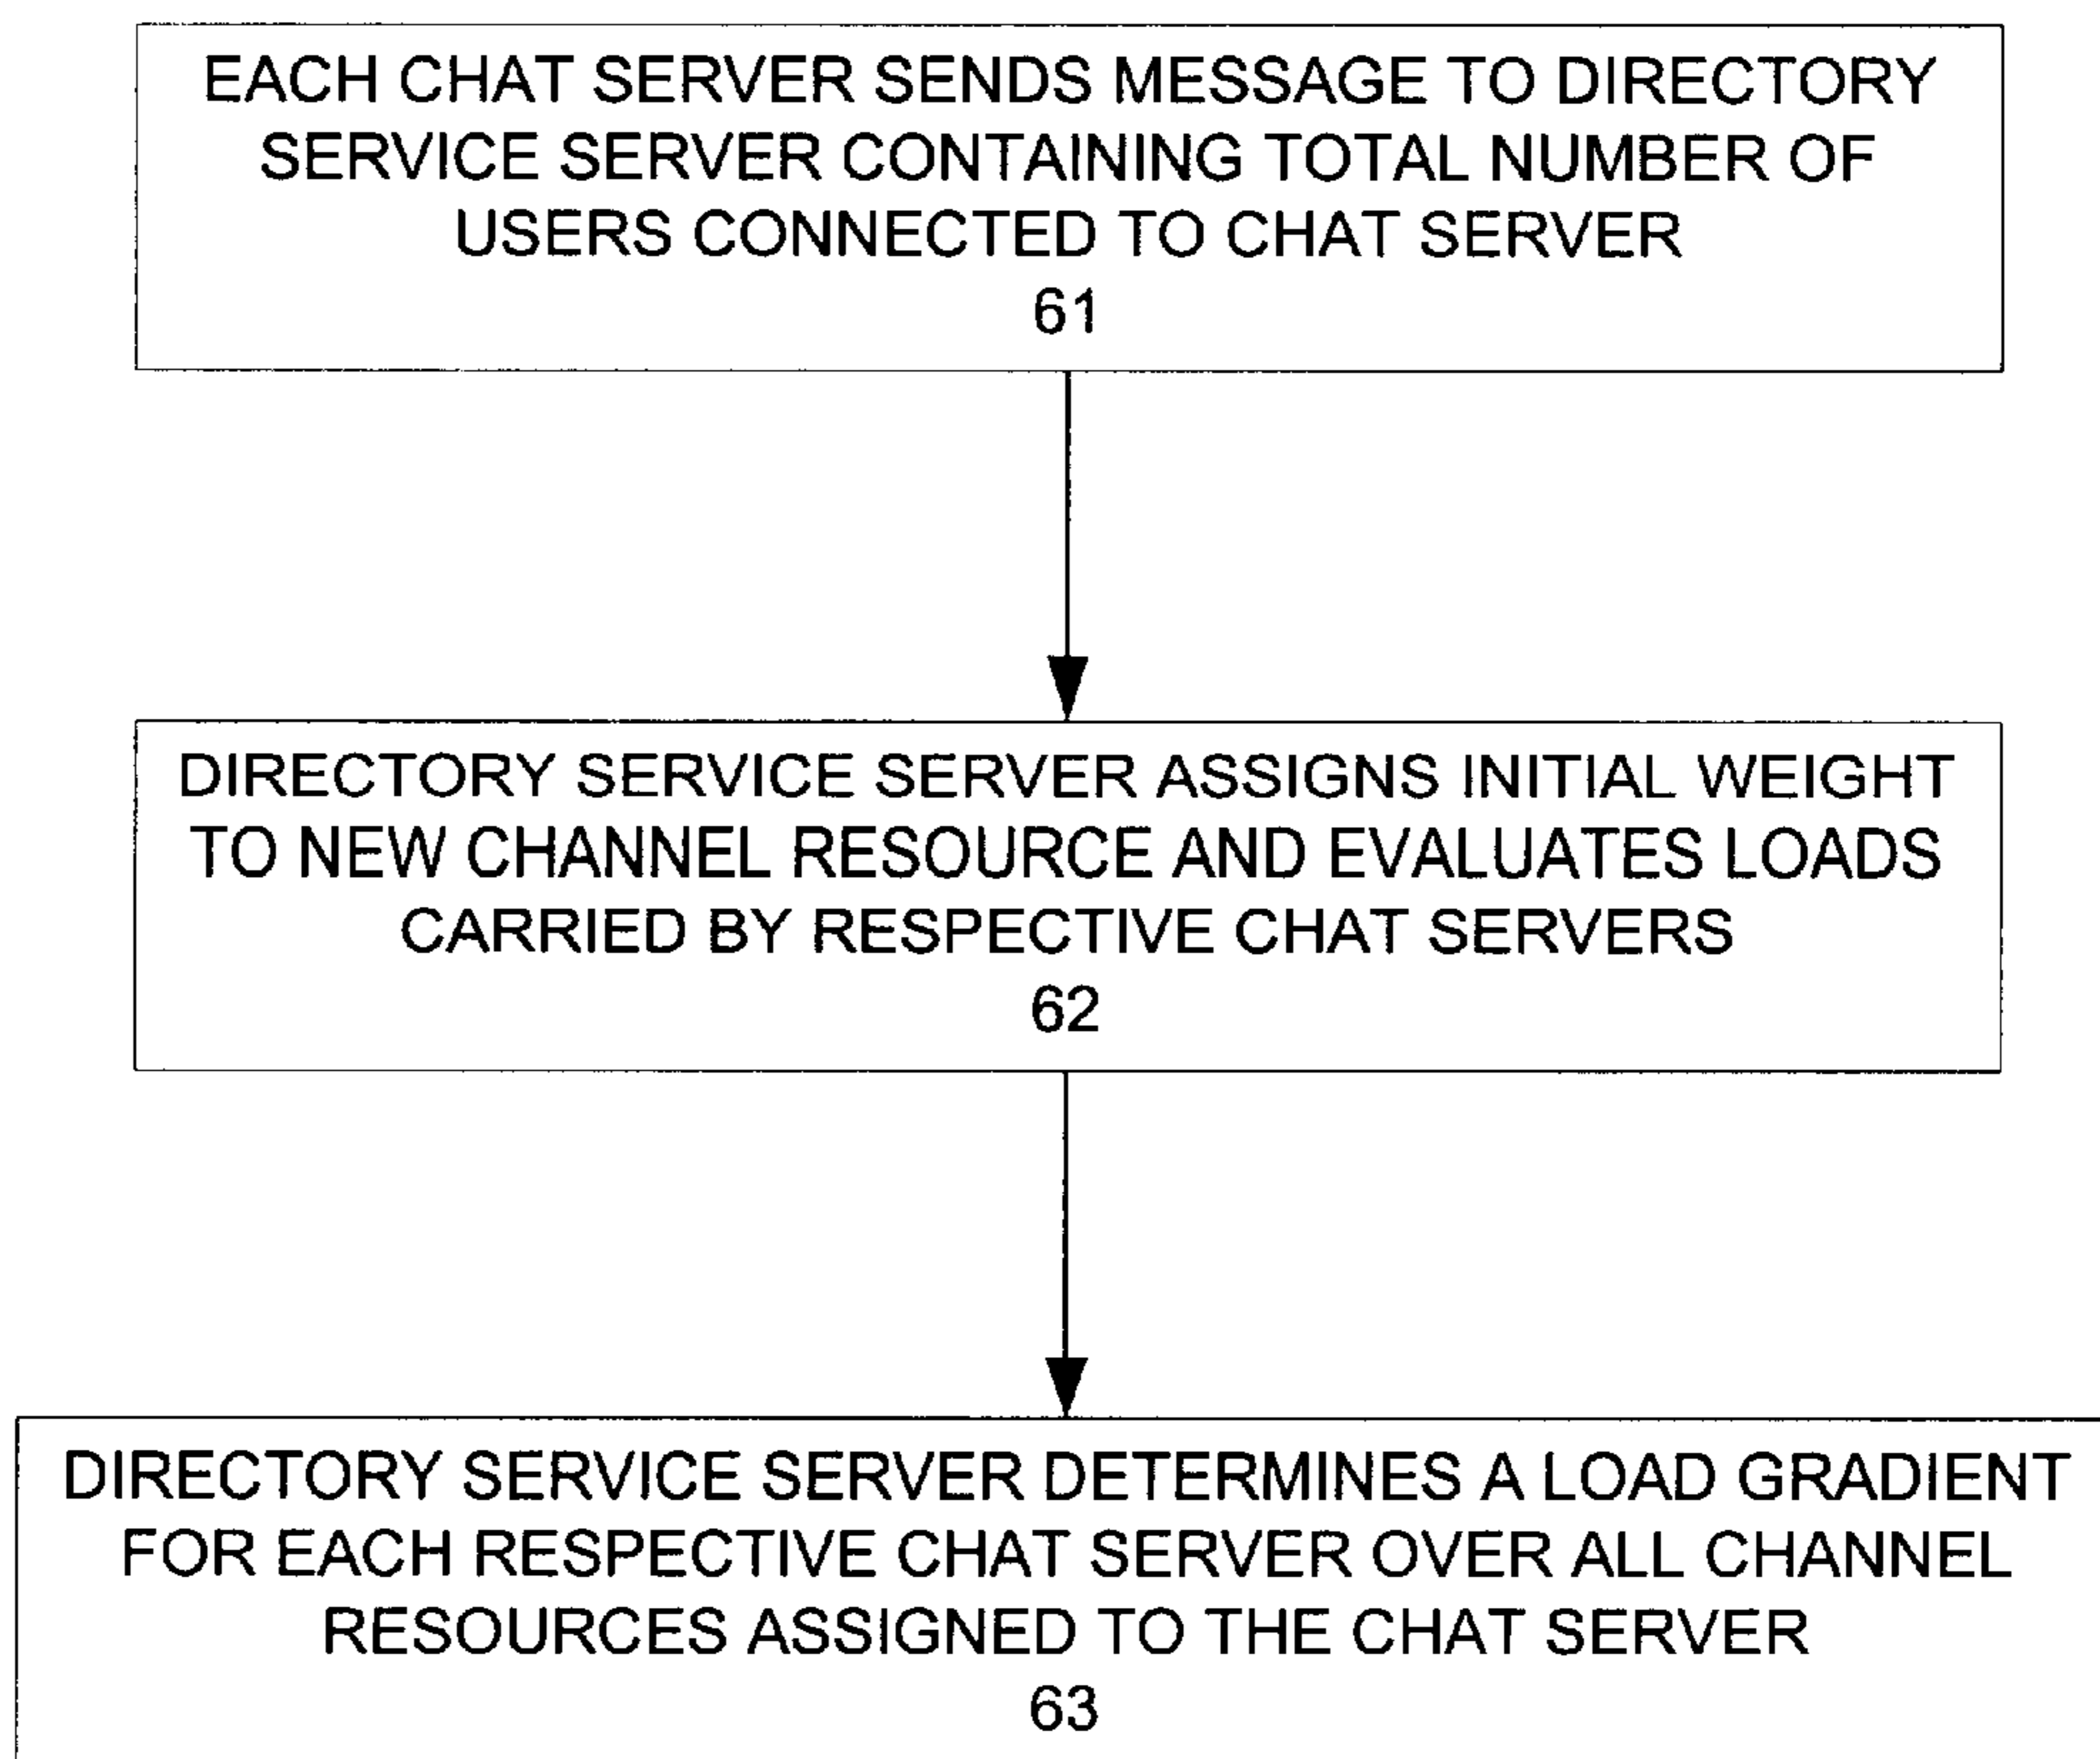 EACH CHAT SERVER SENDS MESSAGE TO DIRECTORY
SERVICE SERVER CONTAINING TOTAL NUMBER OF
USERS CONNECTED TO CHAT SERVER
61
DIRECTORY SERVICE SERVER ASSIGNS INITIAL WEIGHT
TO NEW CHANNEL RESOURCE AND EVALUATES LOADS
CARRIED BY RESPECTIVE CHAT SERVERS
62
DIRECTORY SERVICE SERVER DETERMINES A LOAD GRADIENT
FOR EACH RESPECTIVE CHAT SERVER OVER ALL CHANNEL
RESOURCES ASSIGNED TO THE CHAT SERVER
63